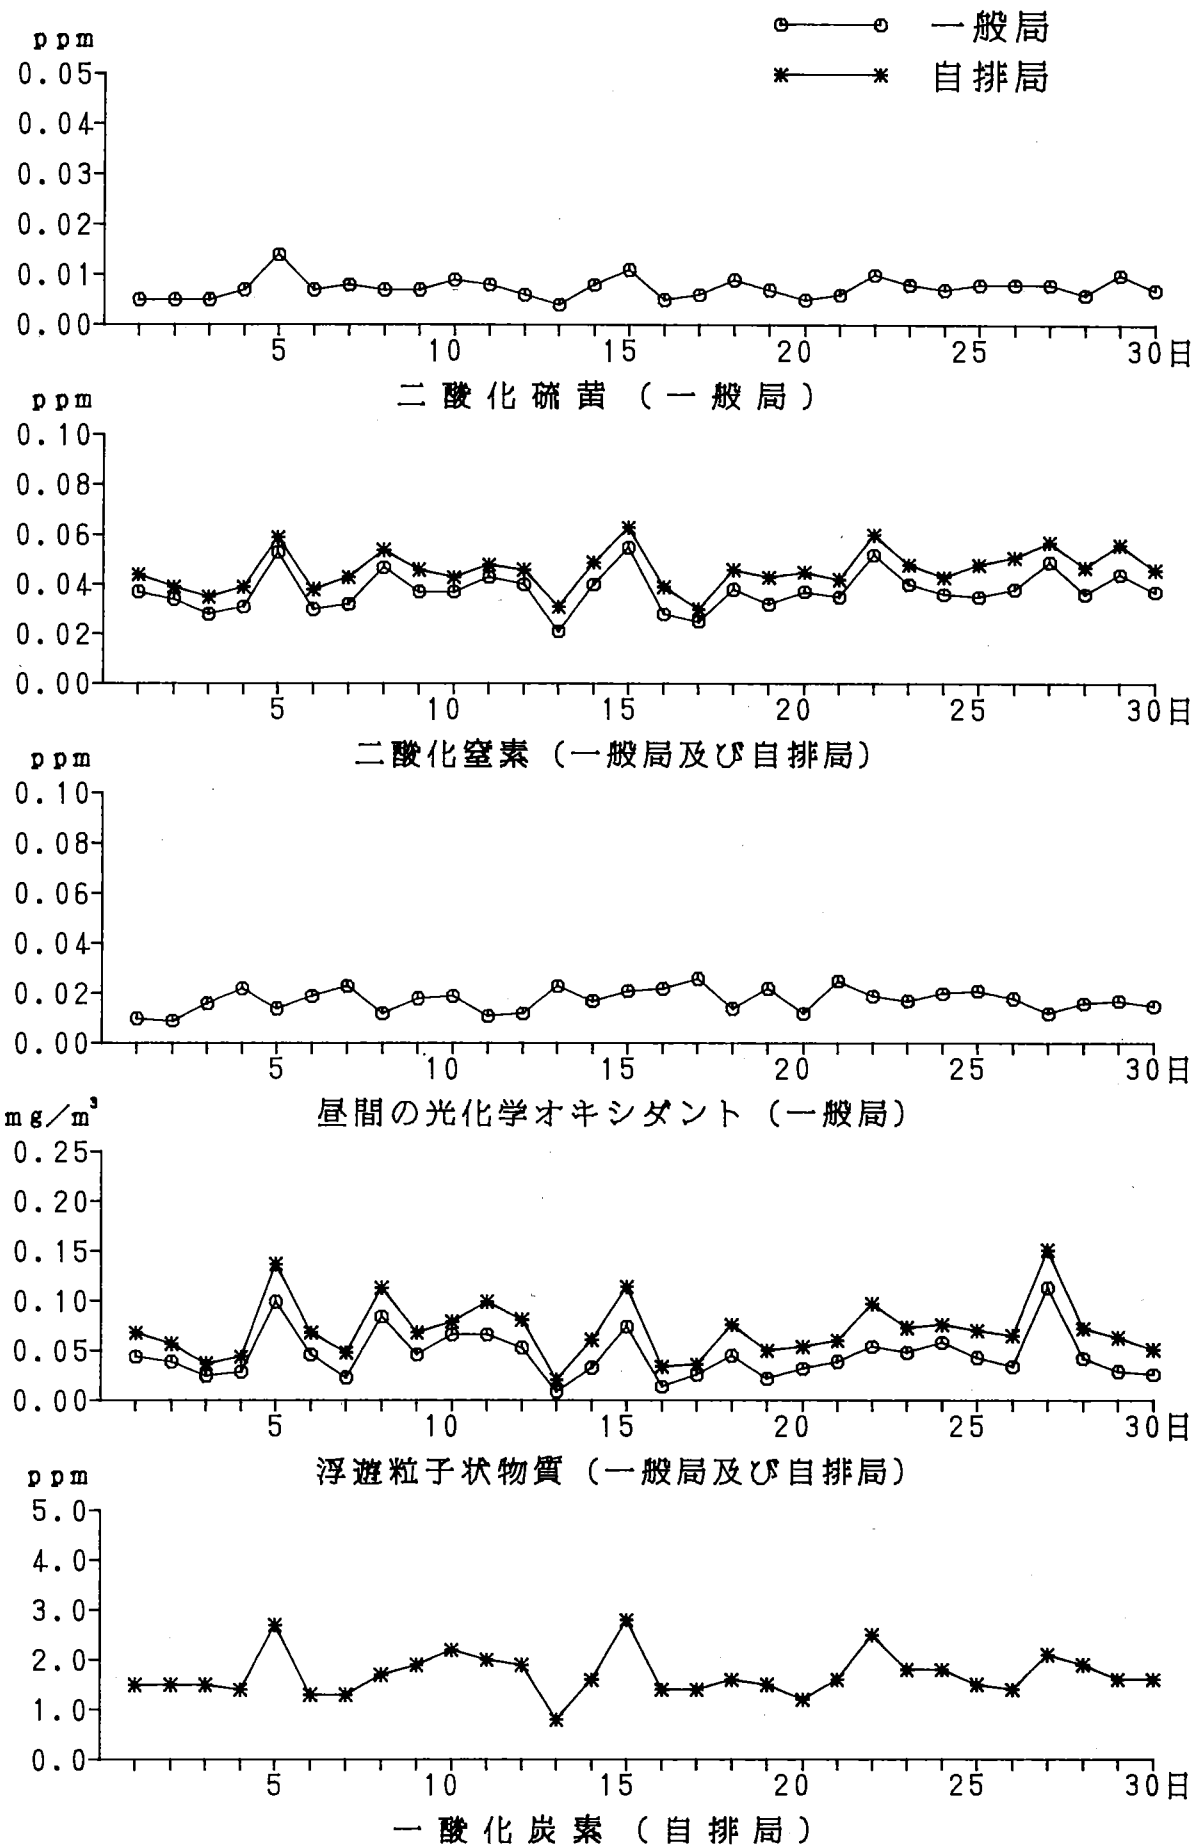 一般局
自排局
ppm
0.05
0.04
0.03
0.02
0.01
0.00
5 10 15 20 25 30日
二酸化硫黄（一般局）
ppm
0.10
0.08
0.06
0.04
0.02
0.00
5 10 15 20 25 30日
二酸化窒素（一般局及び自排局）
ppm
0.10
0.08
0.06
0.04
0.02
0.00
5 10 15 20 25 30日
昼間の光化学オキシダント（一般局）
mg/m³
0.25
0.20
0.15
0.10
0.05
0.00
5 10 15 20 25 30日
浮遊粒子状物質（一般局及び自排局）
ppm
5.0
4.0
3.0
2.0
1.0
0.0
5 10 15 20 25 30日
一酸化炭素（自排局）